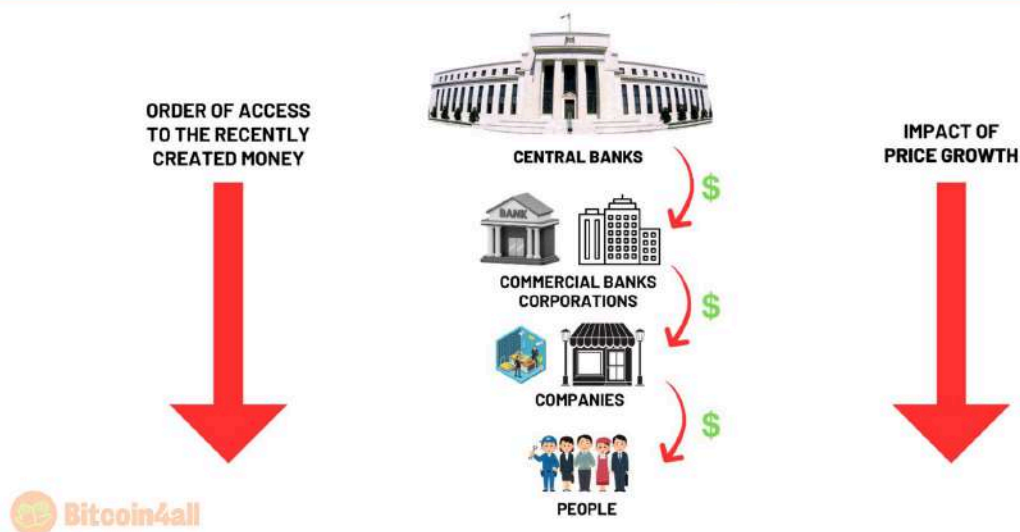 ORDER OF ACCESS
TO THE RECENTLY
CREATED MONEY
CENTRAL BANKS
$
BANK
COMMERCIAL BANKS
CORPORATIONS
$
COMPANIES
$
PEOPLE
IMPACT OF
PRICE GROWTH
Bitcoin4all